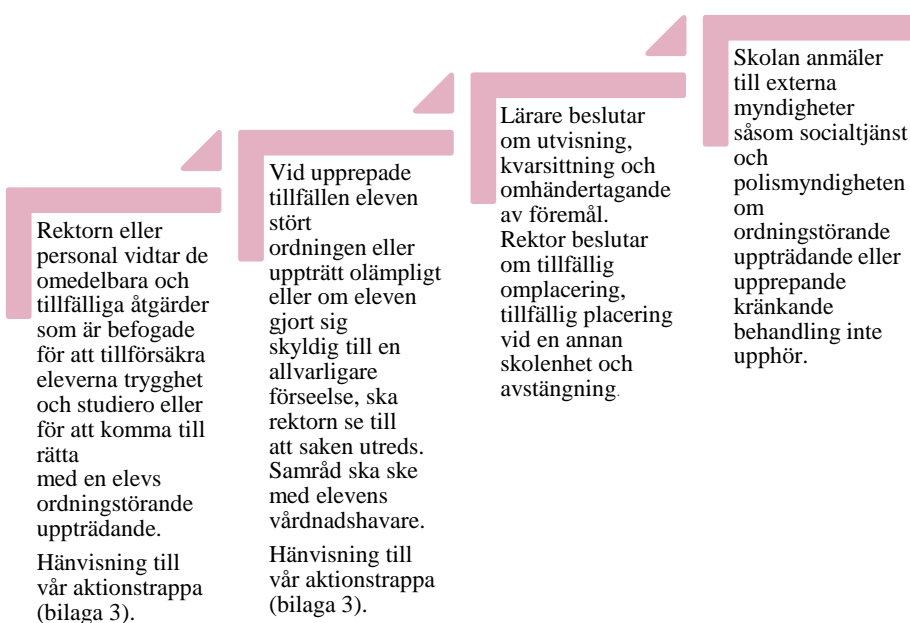 Rektorn eller
personal vidtar de
omedelbara och
tillfälliga åtgärder
som är befogade
för att tillförsäkra
eleverna trygghet
och studiero eller
för att komma till
rätta
med en elevs
ordningstörande
uppträdande.
Hänvisning till
vår aktionstrappa
(bilaga 3).
Vid upprepade
tillfällen eleven
stört
ordningen eller
uppträtt olämpligt
eller om eleven
gjort sig
skyldig till en
allvarligare
förseelse, ska
rektorn se till
att saken utreds.
Samråd ska ske
med elevens
vårdnadshavare.
Hänvisning till
vår aktionstrappa
(bilaga 3).
Lärare beslutar
om utvisning,
kvarsittning och
omhändertagande
av föremål.
Rektor beslutar
om tillfällig
omplacering,
tillfällig placering
vid en annan
skolenhet och
avstängning.
Skolan anmäler
till externa
myndigheter
såsom socialtjänst
och
polismyndigheten
om
ordningstörande
uppträdande eller
upprepande
kränkande
behandling inte
upphör.